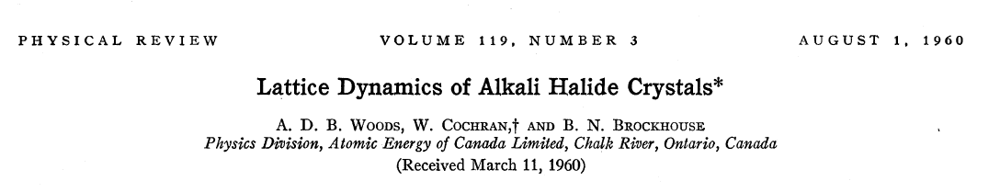 PHYSICAL REVIEW VOLUME 119, NUMBER 3 AUGUST 1, 1960
Lattice Dynamics of Alkali Halide Crystals*
A. D. B. WOODS, W. COCHRAN,† AND B. N. BROCKHOUSE
Physics Division, Atomic Energy of Canada Limited, Chalk River, Ontario, Canada
(Received March 11, 1960)